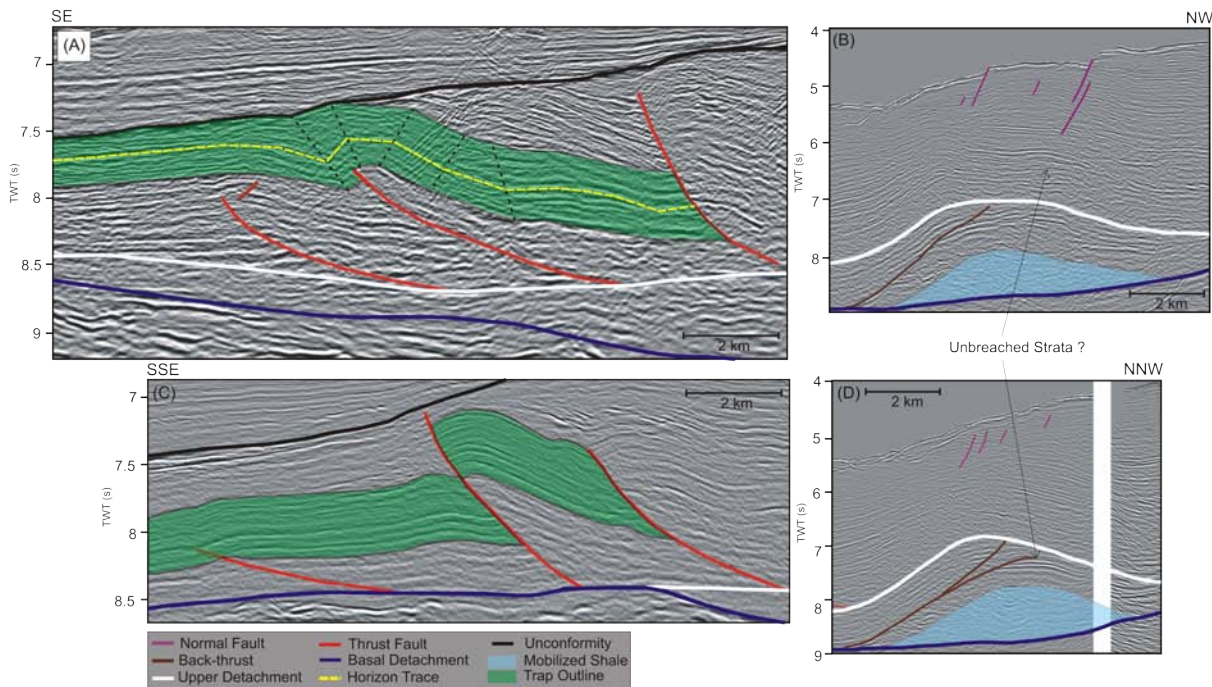 SE
(A)
7
7.5
8
8.5
9
TWT (s)
2 km
NW
(B)
4
5
6
7
8
TWT (s)
2 km
Unbreached Strata ?
SSE
(C)
7
7.5
8
8.5
TWT (s)
2 km
NNW
(D)
4
5
6
7
8
9
TWT (s)
2 km
Normal Fault Thrust Fault Unconformity
Back-thrust Basal Detachment Mobilized Shale
Upper Detachment Horizon Trace Trap Outline